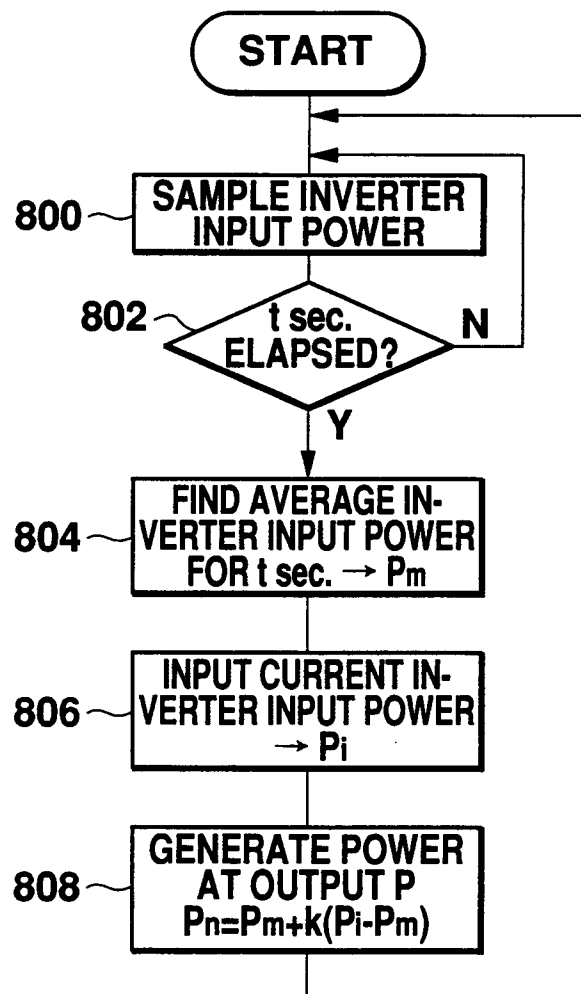 START
800
SAMPLE INVERTER
INPUT POWER
802
t sec.
ELAPSED?
N
Y
804
FIND AVERAGE IN-
VERTER INPUT POWER
FOR t sec. → Pm
806
INPUT CURRENT IN-
VERTER INPUT POWER
→ Pi
808
GENERATE POWER
AT OUTPUT P
Pn=Pm+k(Pi-Pm)